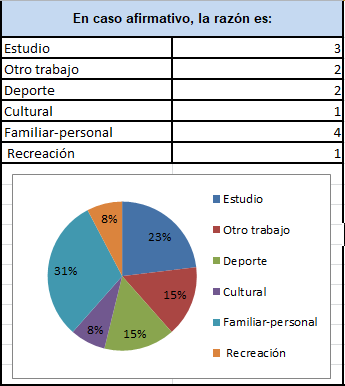 En caso afirmativo, la razón es:
Estudio 3
Otro trabajo 2
Deporte 2
Cultural 1
Familiar-personal 4
Recreación 1
8%
23%
31%
15%
8%
15%
Estudio
Otro trabajo
Deporte
Cultural
Familiar-personal
Recreación